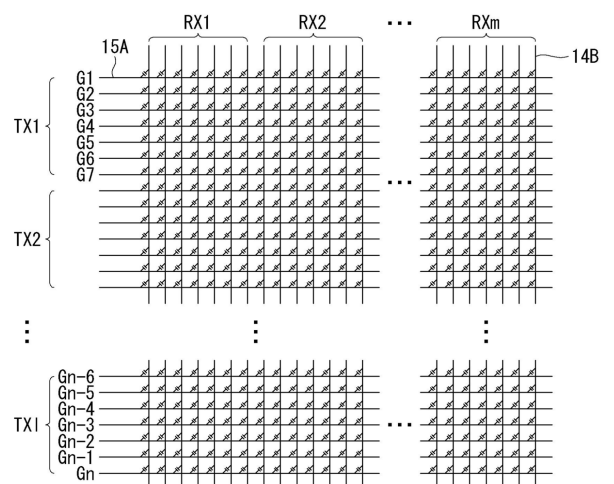 RX1 RX2 ... RXm
15A
14B
G1
G2
G3
TX1 G4
G5
G6
G7
...
TX2
Gn-6
Gn-5
Gn-4
TXl Gn-3 ...
Gn-2
Gn-1
Gn